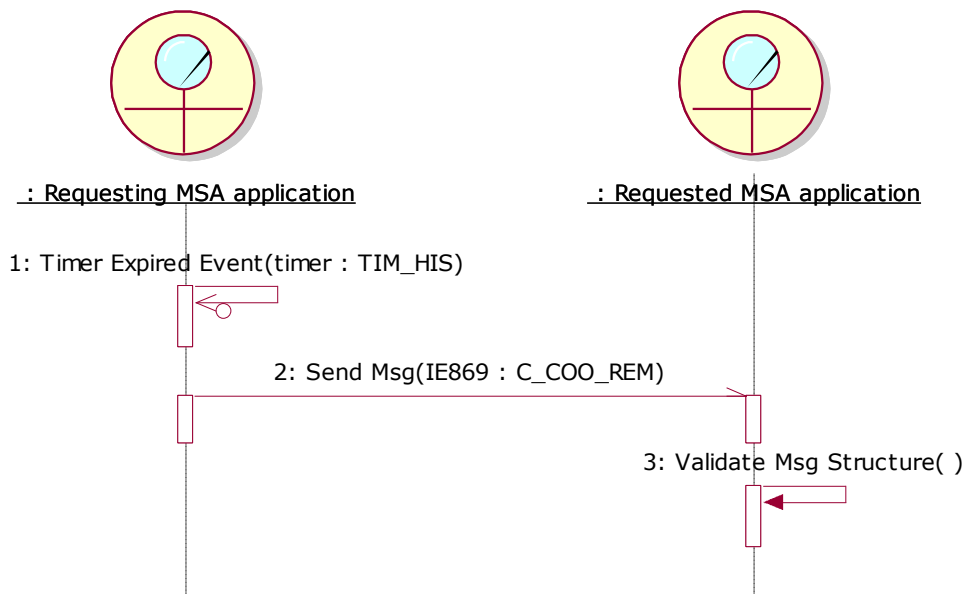 : Requesting MSA application
: Requested MSA application
1: Timer Expired Event(timer : TIM_HIS)
2: Send Msg(IE869 : C_COO_REM)
3: Validate Msg Structure( )